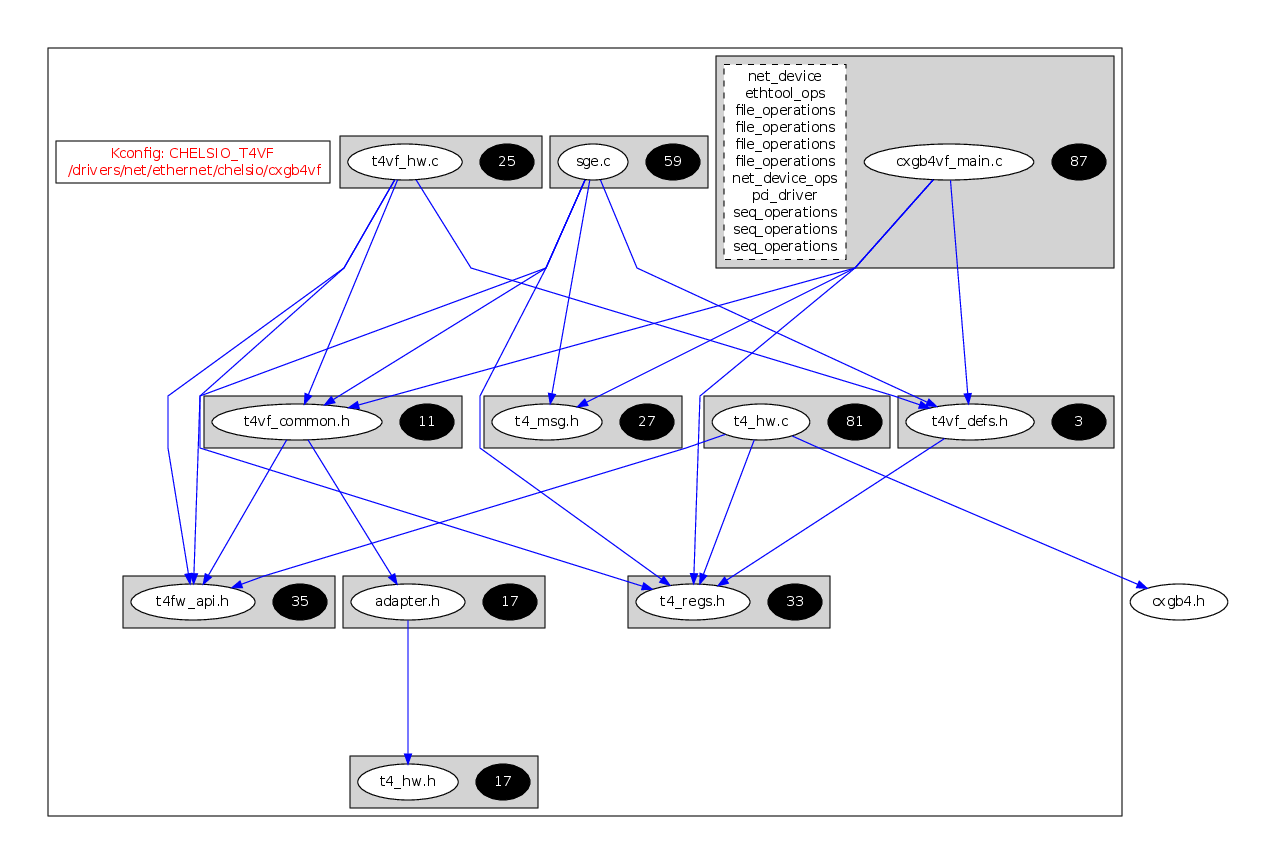 net_device
ethtool_ops
file_operations
file_operations
file_operations
file_operations
net_device_ops
pci_driver
seq_operations
seq_operations
seq_operations
Kconfig: CHELSIO_T4VF
/drivers/net/ethernet/chelsio/cxgb4vf
t4vf_hw.c 25
sge.c 59
cxgb4vf_main.c 87
t4vf_common.h 11
t4_msg.h 27
t4_hw.c 81
t4vf_defs.h 3
t4fw_api.h 35
adapter.h 17
t4_regs.h 33
cxgb4.h
t4_hw.h 17